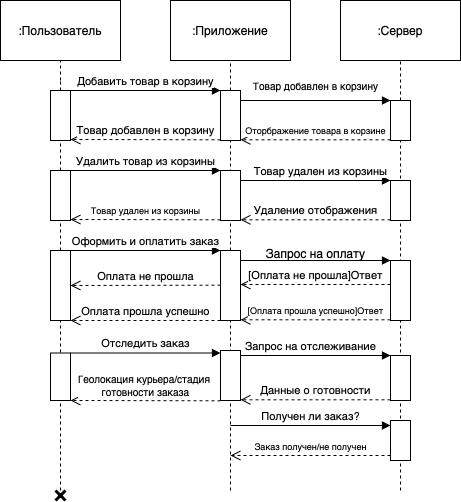 :Пользователь
:Приложение
:Сервер
Добавить товар в корзину
Товар добавлен в корзину
Товар добавлен в корзину
Оторбражение товара в корзине
Удалить товар из корзины
Товар удален из корзины
Товар удален из корзины
Удаление отображения
Оформить и оплатить заказ
Запрос на оплату
Оплата не прошла
[Оплата не прошла]Ответ
Оплата прошла успешно
[Оплата прошла успешно]Ответ
Отследить заказ
Запрос на отслеживание
Геолокация курьера/стадия
готовности заказа
Данные о готовности
Получен ли заказ?
Заказ получен/не получен